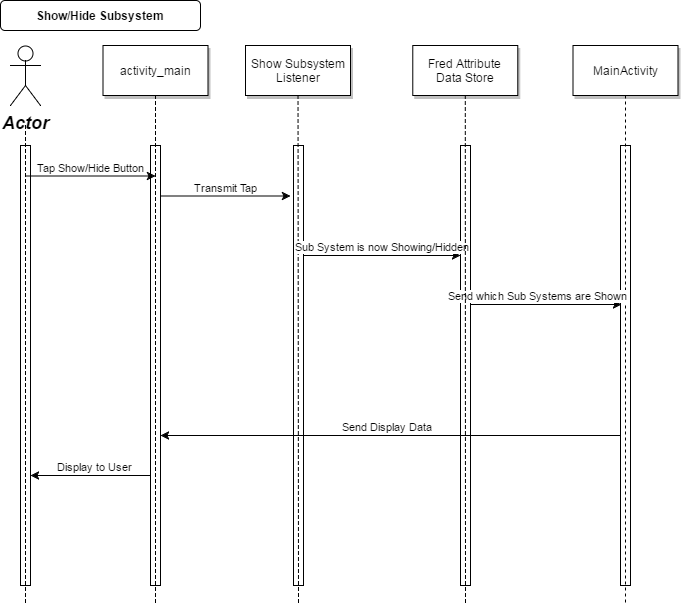 Show/Hide Subsystem
Actor
activity_main
Show Subsystem
Listener
Fred Attribute
Data Store
MainActivity
Tap Show/Hide Button
Transmit Tap
Sub System is now Showing/Hidden
Send which Sub Systems are Shown
Send Display Data
Display to User